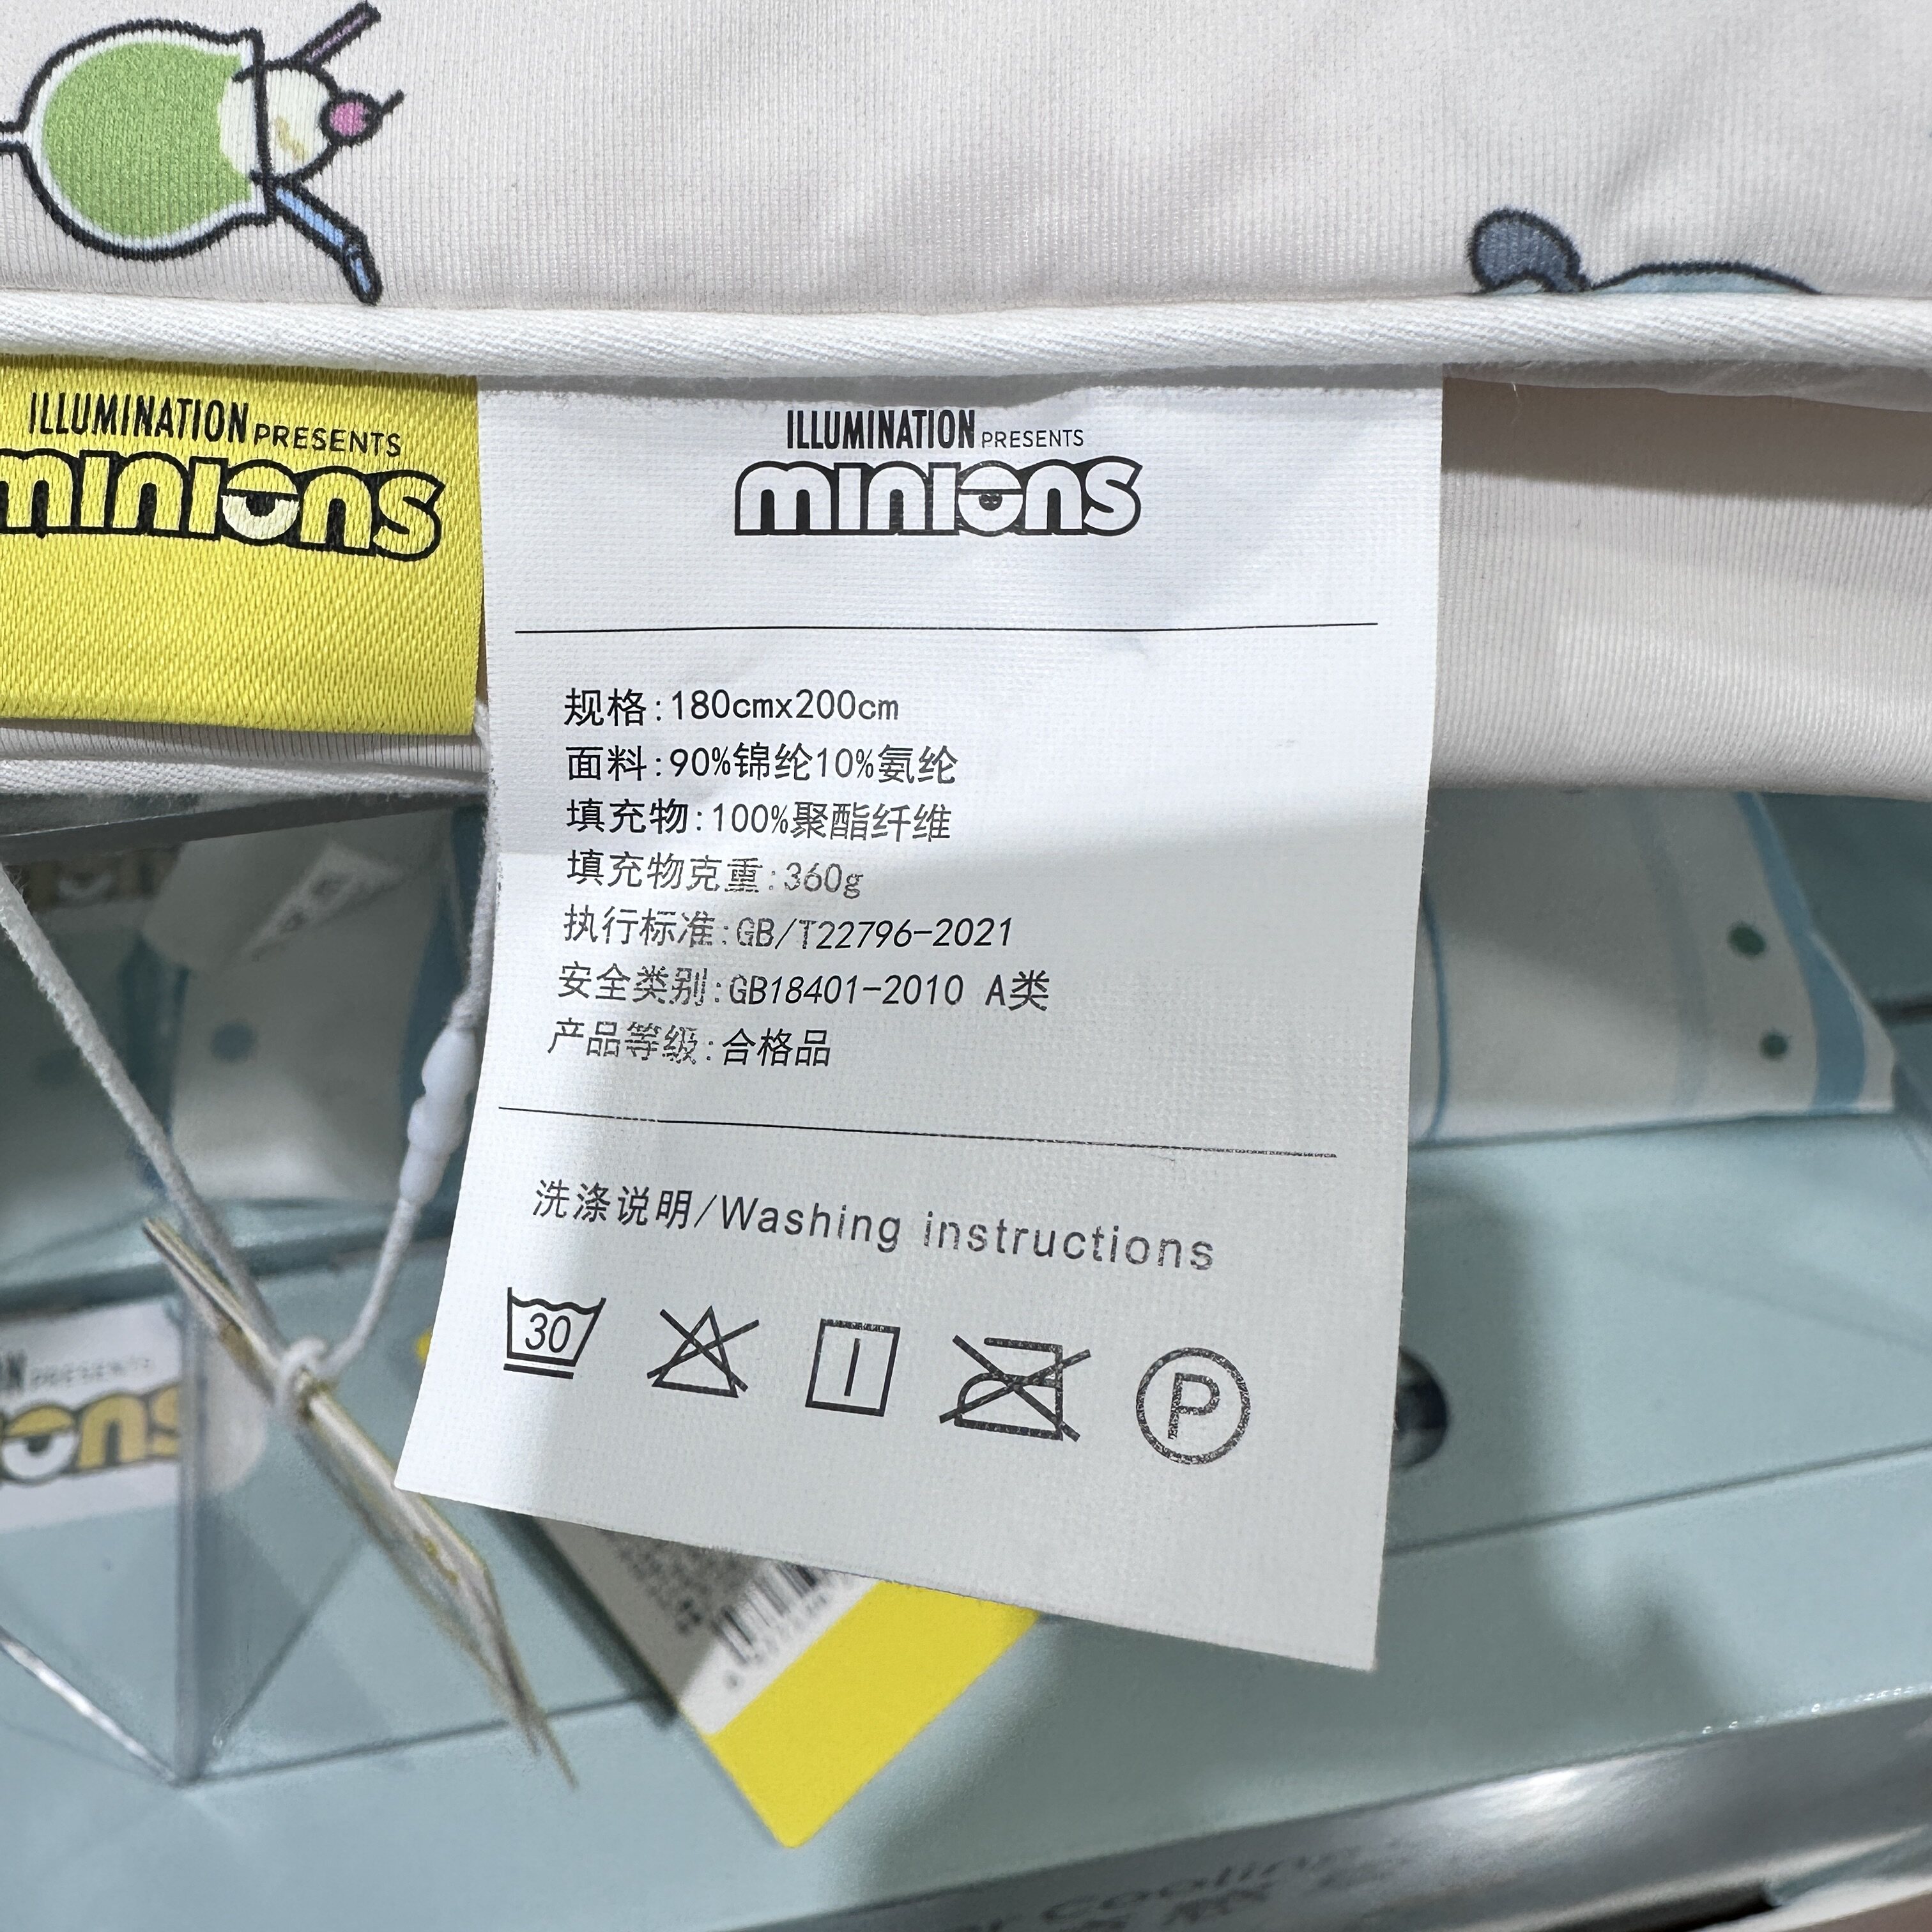 ILLUMINATION PRESENTS
minions
ILLUMINATION PRESENTS
minions
规格:180cmx200cm
面料:90%锦纶10%氨纶
填充物:100%聚酯纤维
填充物克重:360g
执行标准:GB/T22796-2021
安全类别:GB18401-2010 A类
产品等级:合格品
洗涤说明/Washing instructions
30
P
PRESENTS
Cooling